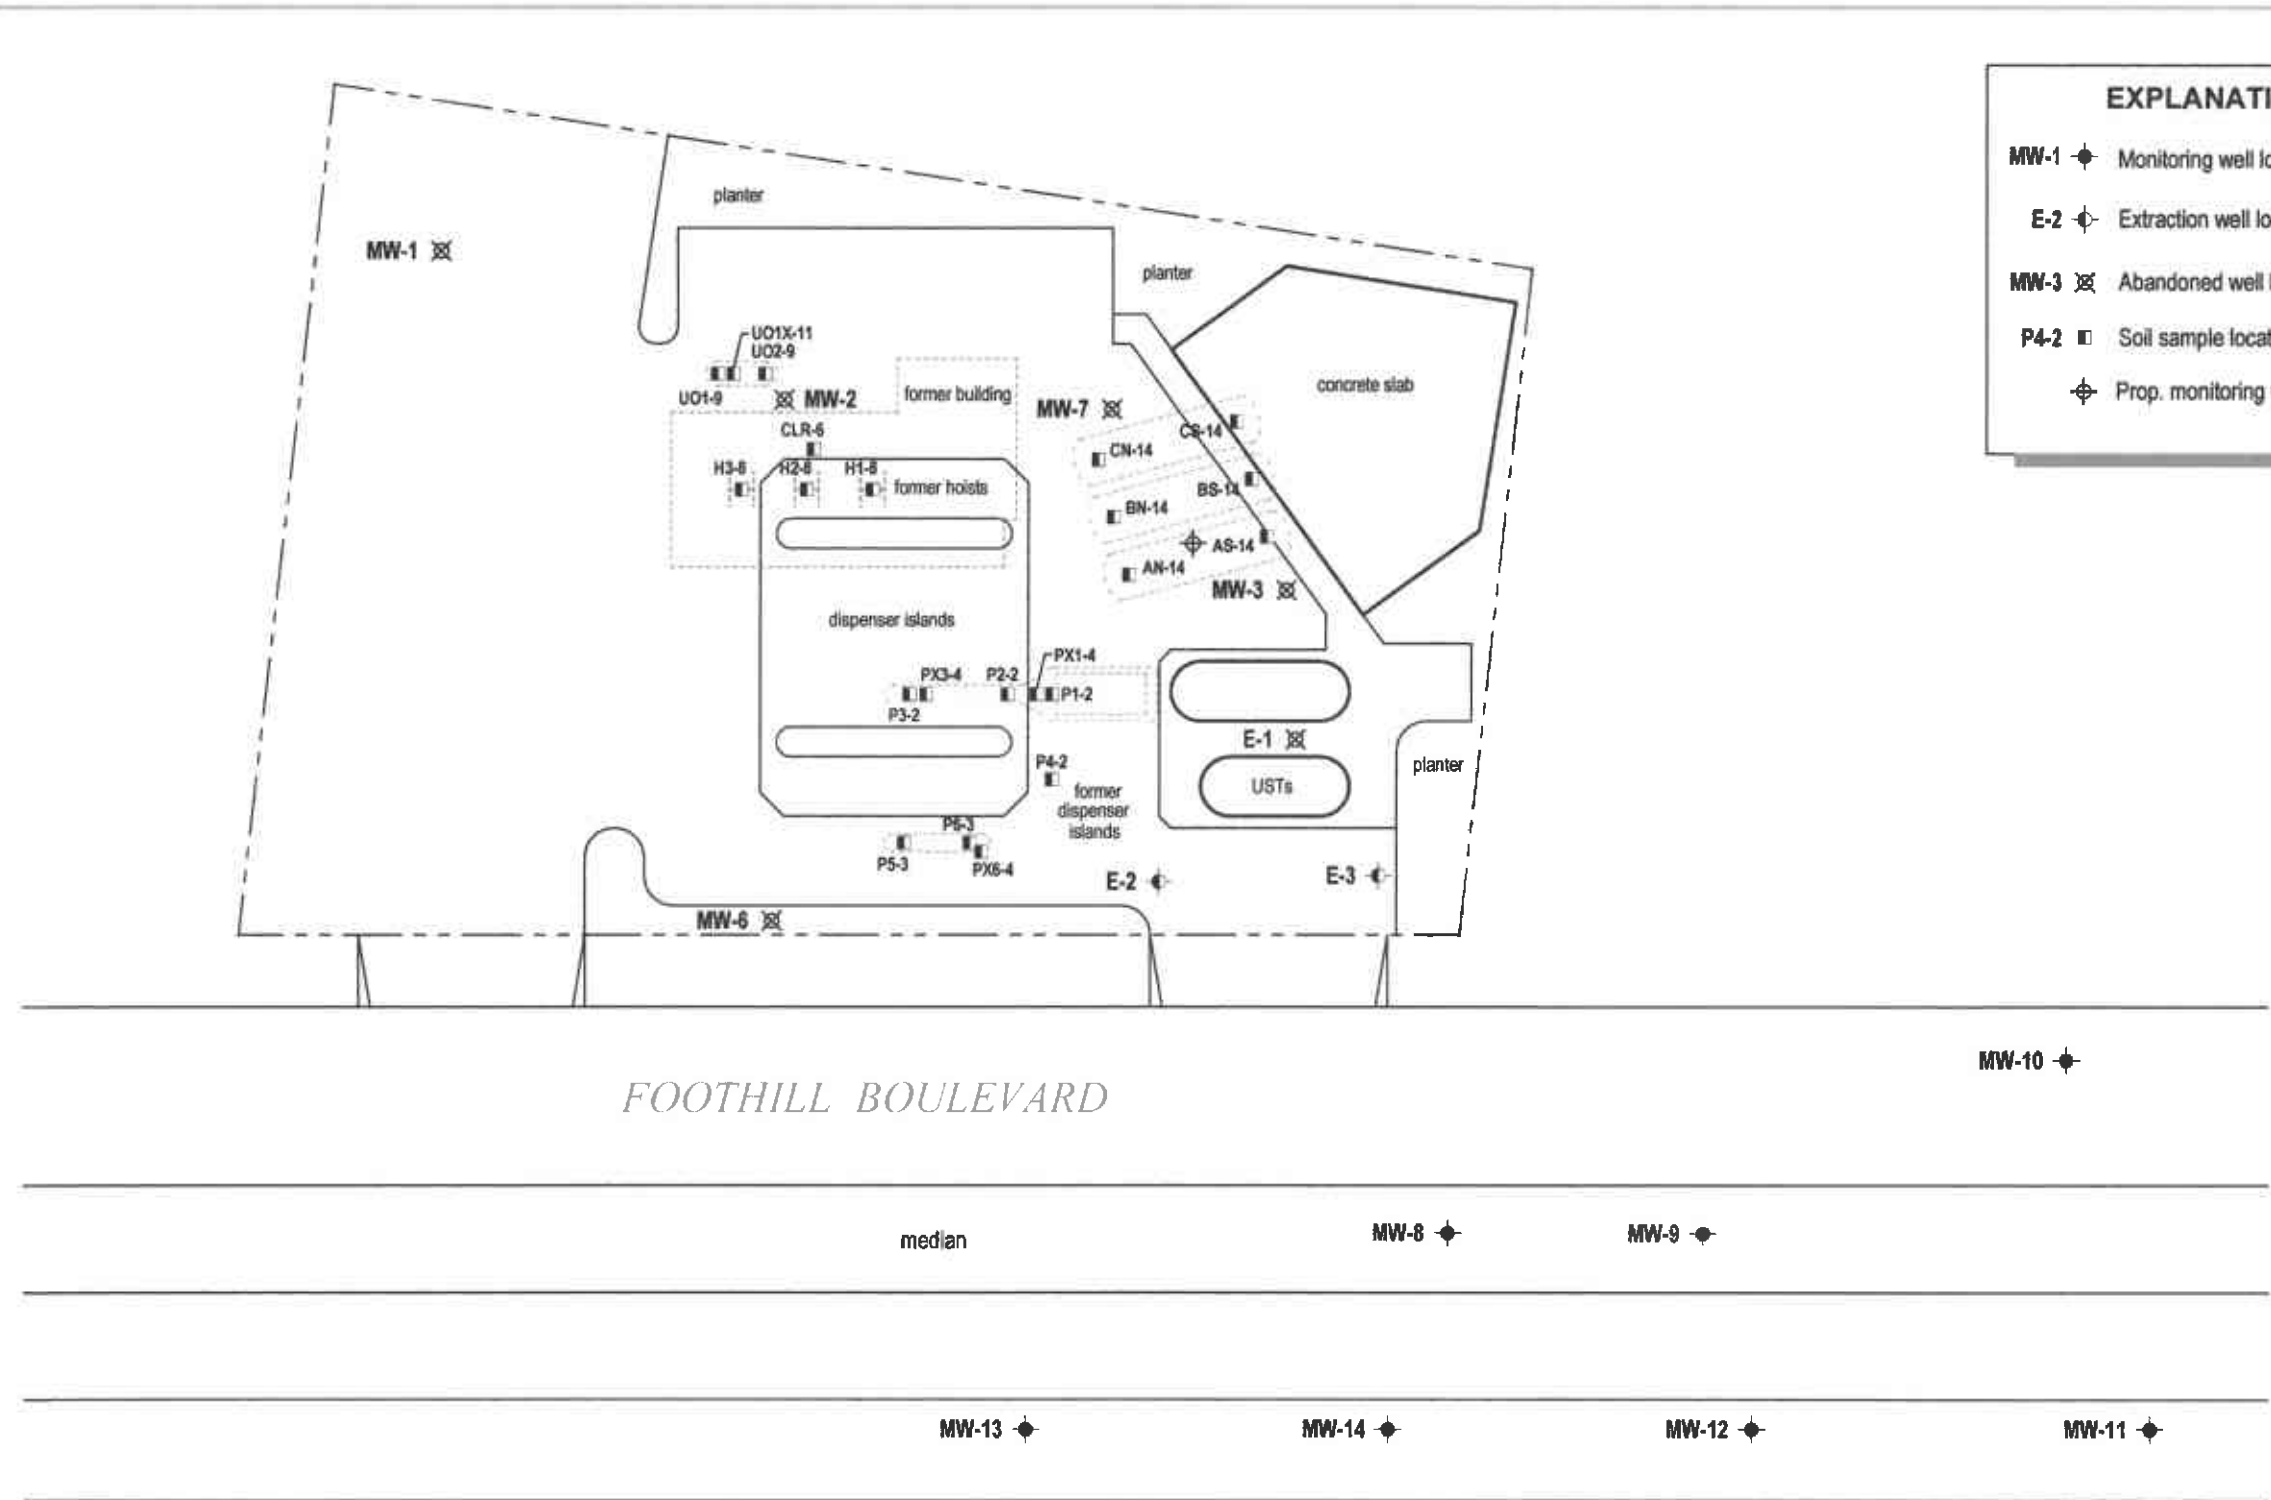 EXPLANATI
MW-1 Monitoring well lo
E-2 Extraction well lo
MW-3 Abandoned well l
P4-2 Soil sample locat
Prop. monitoring
planter
MW-1
planter
UO1X-11
UO2-9
UO1-9
MW-2
former building
MW-7
concrete slab
CLR-6
CS-14
CN-14
H3-8
H2-8
H1-8
former hoists
BS-14
BN-14
AS-14
AN-14
MW-3
dispenser islands
PX1-4
PX3-4
P2-2
P1-2
P3-2
E-1
P4-2
planter
USTs
former
dispenser
islands
P6-3
P5-3
PX6-4
E-2
E-3
MW-6
MW-10
FOOTHILL BOULEVARD
median
MW-8
MW-9
MW-13
MW-14
MW-12
MW-11